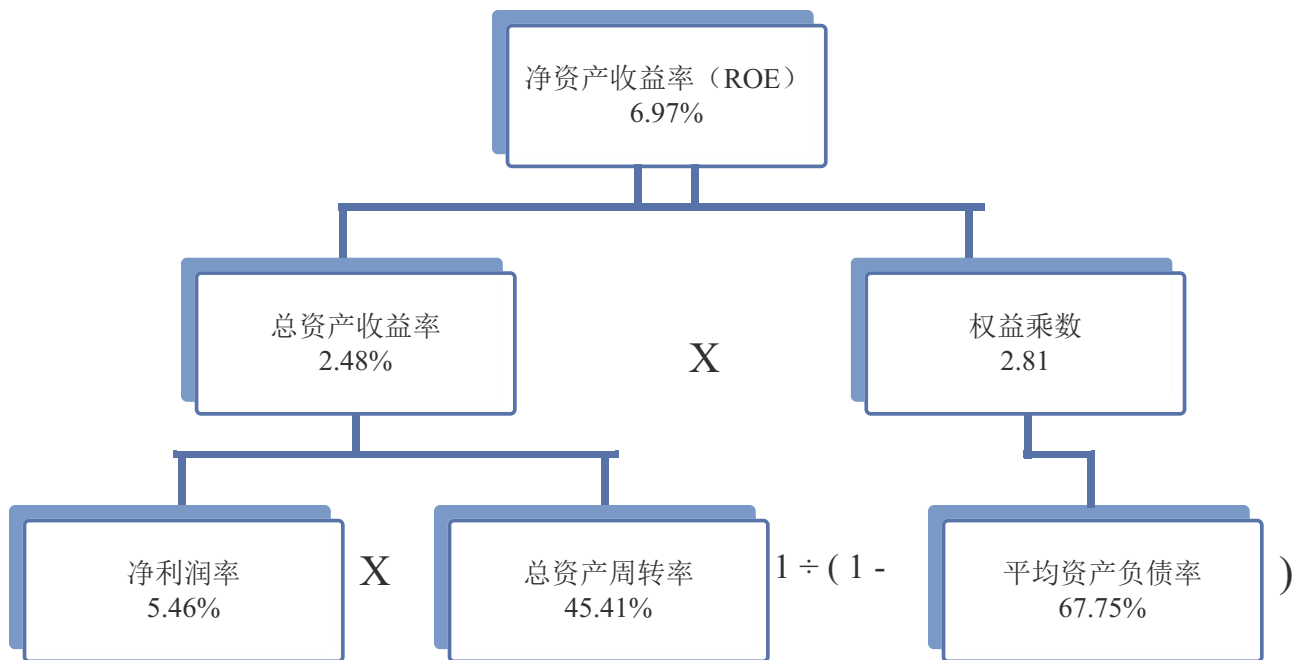 净资产收益率（ROE）
6.97%
总资产收益率
2.48%
X
权益乘数
2.81
净利润率
5.46%
X
总资产周转率
45.41%
1 ÷ ( 1 -
平均资产负债率
67.75%
)